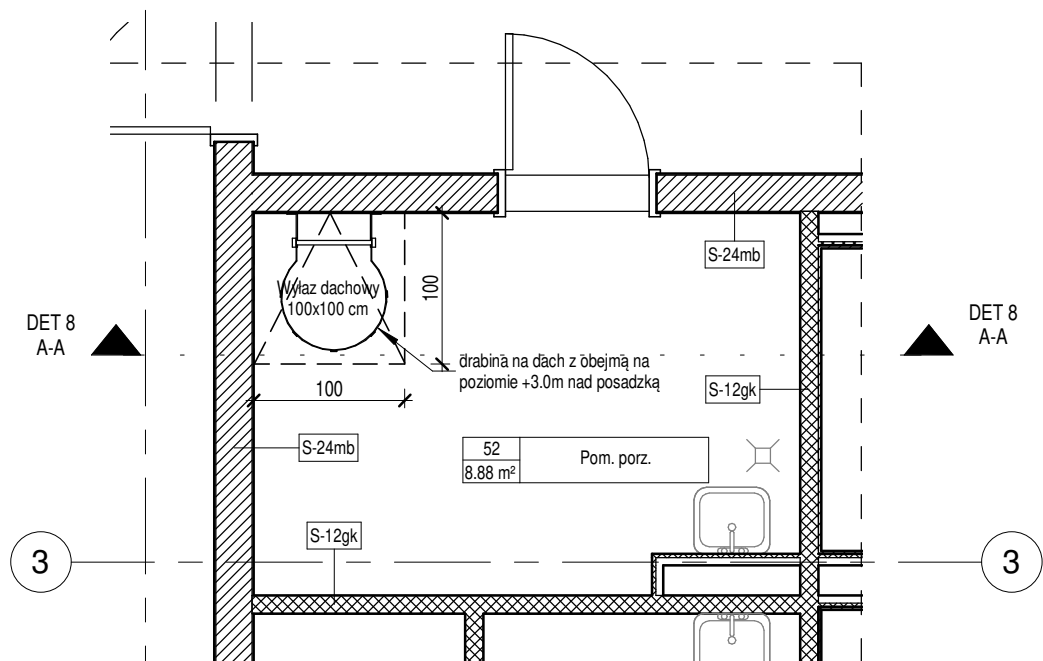 S-24mb
Wyłaz dachowy
100x100 cm
100
DET 8
A-A
DET 8
A-A
drabina na dach z obejmą na
poziomie +3.0m nad posadzką
100
S-12gk
S-24mb
52
8.88 m²
Pom. porz.
S-12gk
3
3